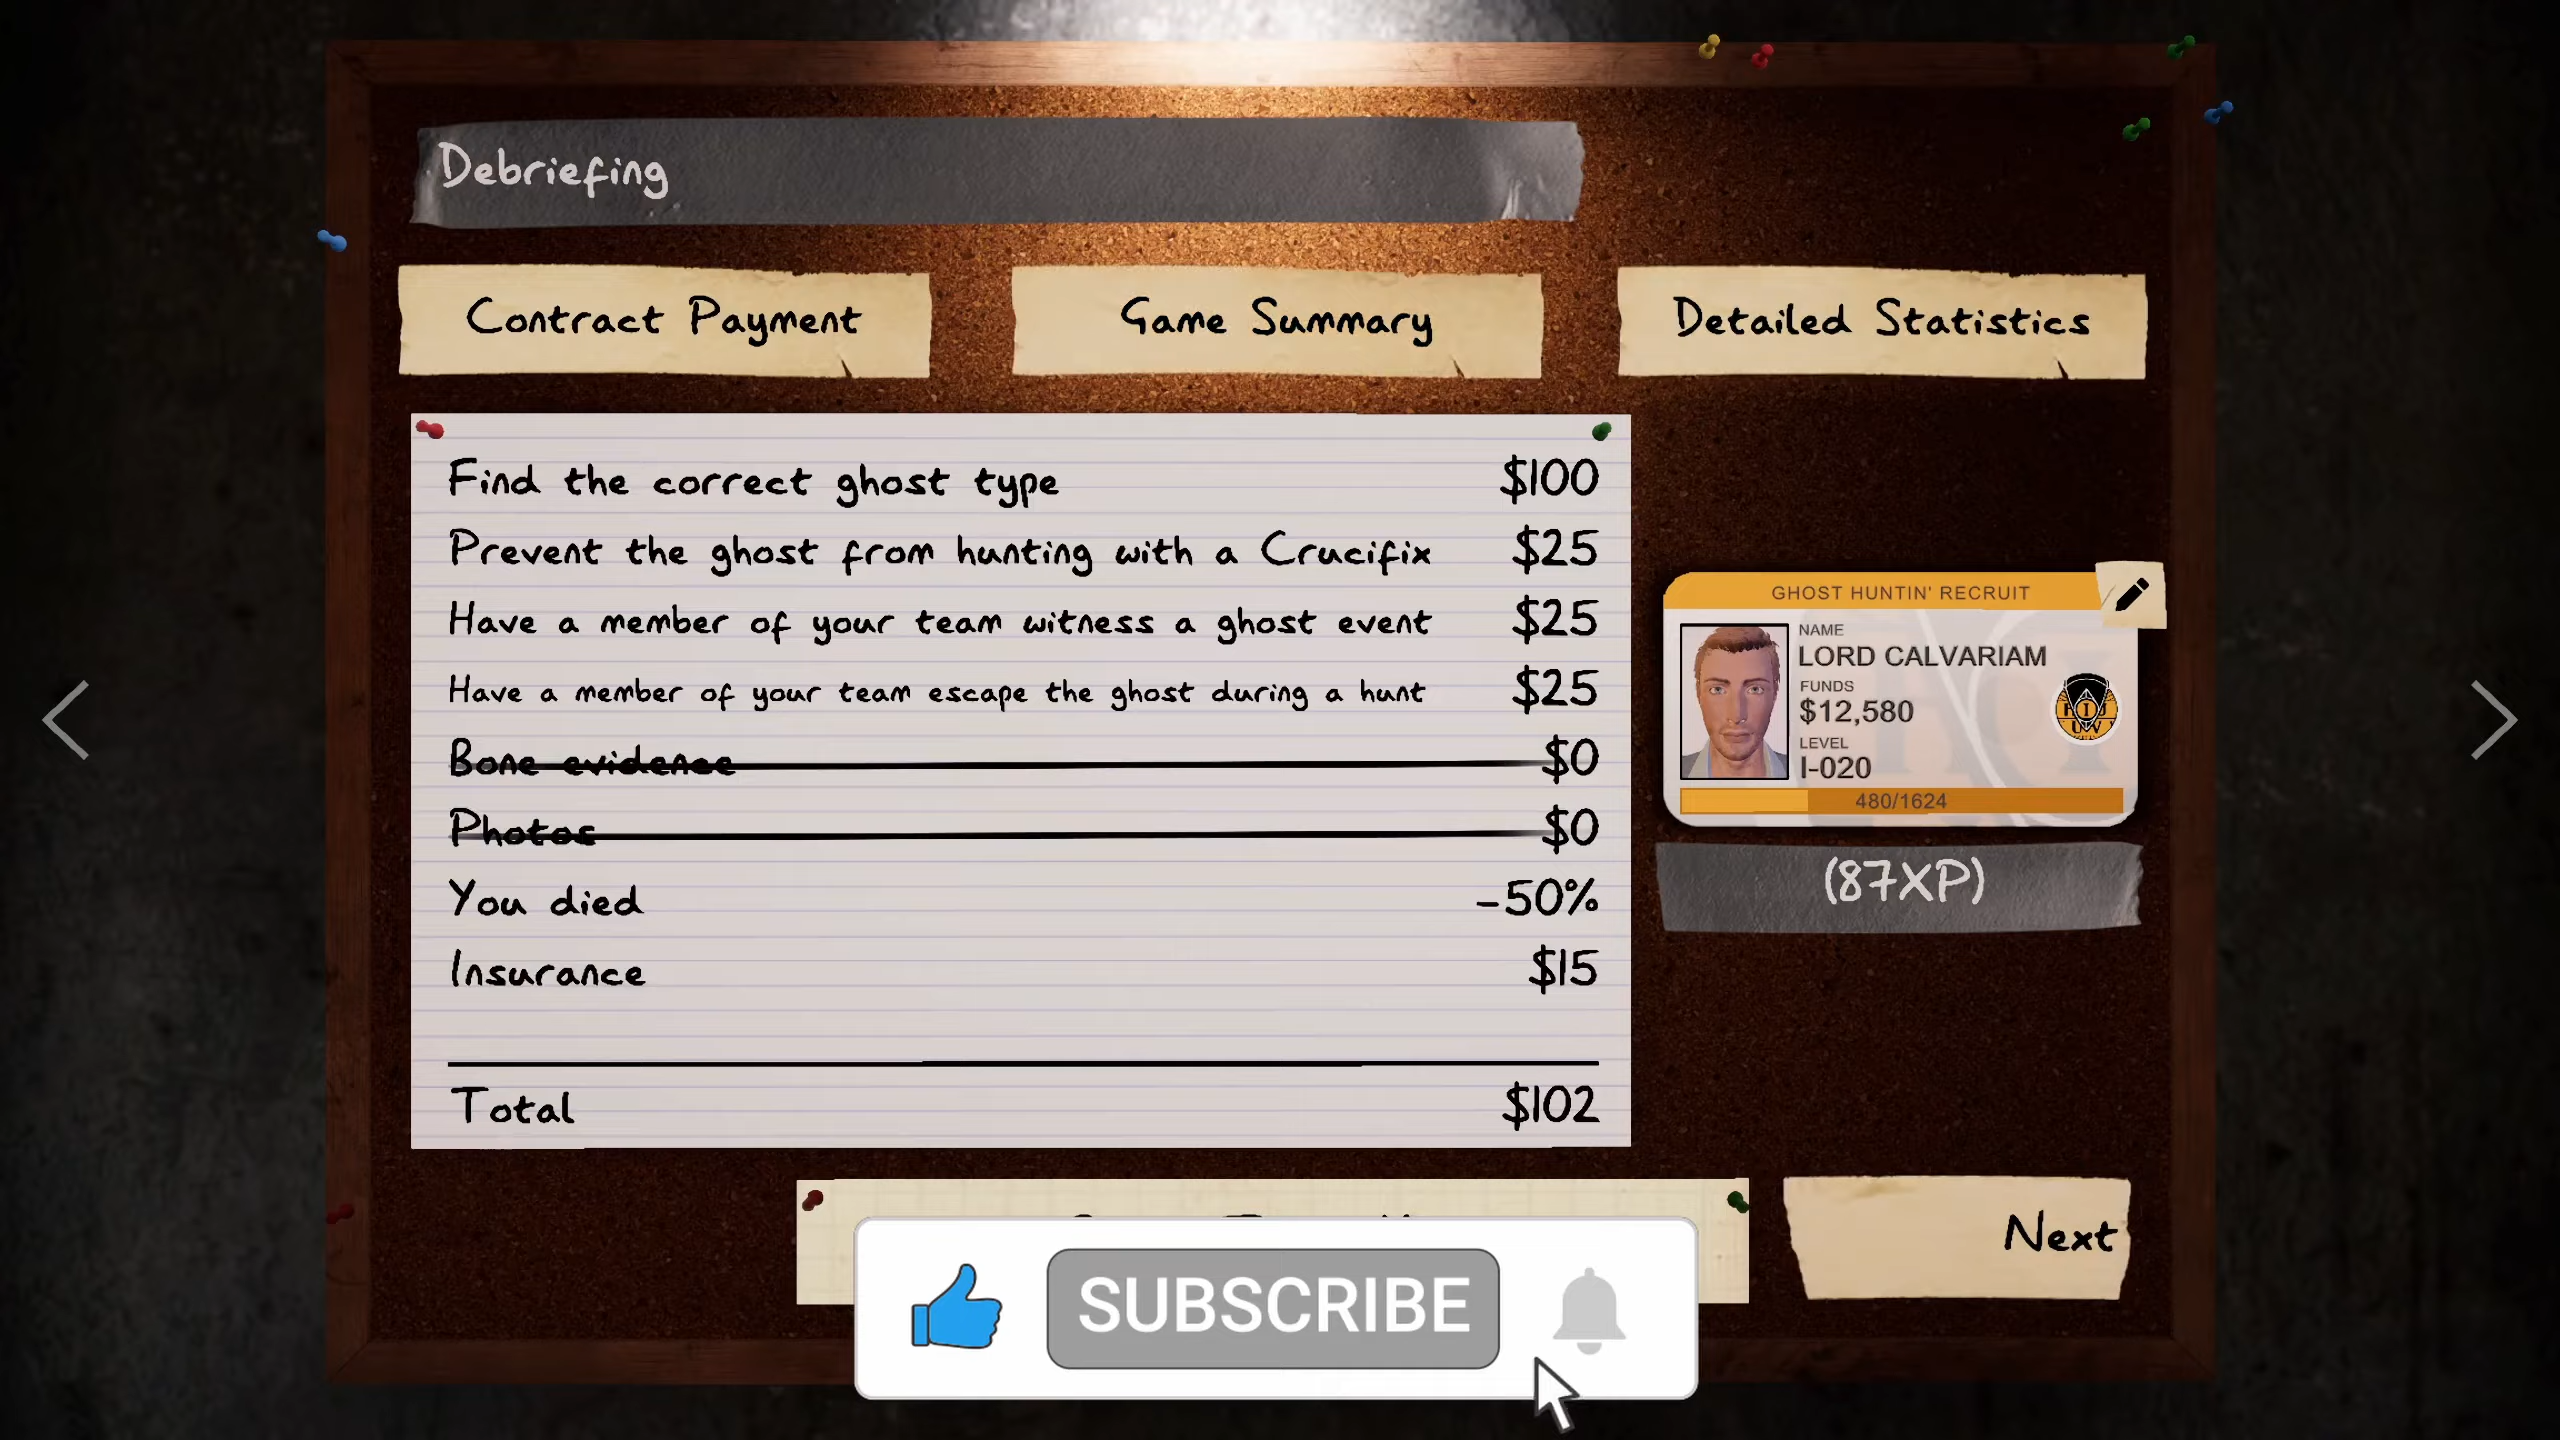 Debriefing
Contract Payment
Game Summary
Detailed Statistics
Find the correct ghost type $100
Prevent the ghost from hunting with a Crucifix $25
Have a member of your team witness a ghost event $25
Have a member of your team escape the ghost during a hunt $25
Bone evidence $0
Photos $0
You died -50%
Insurance $15
Total $102
GHOST HUNTIN' RECRUIT
NAME
LORD CALVARIAM
FUNDS
$12,580
LEVEL
I-020
480/1624
(87XP)
Next
SUBSCRIBE